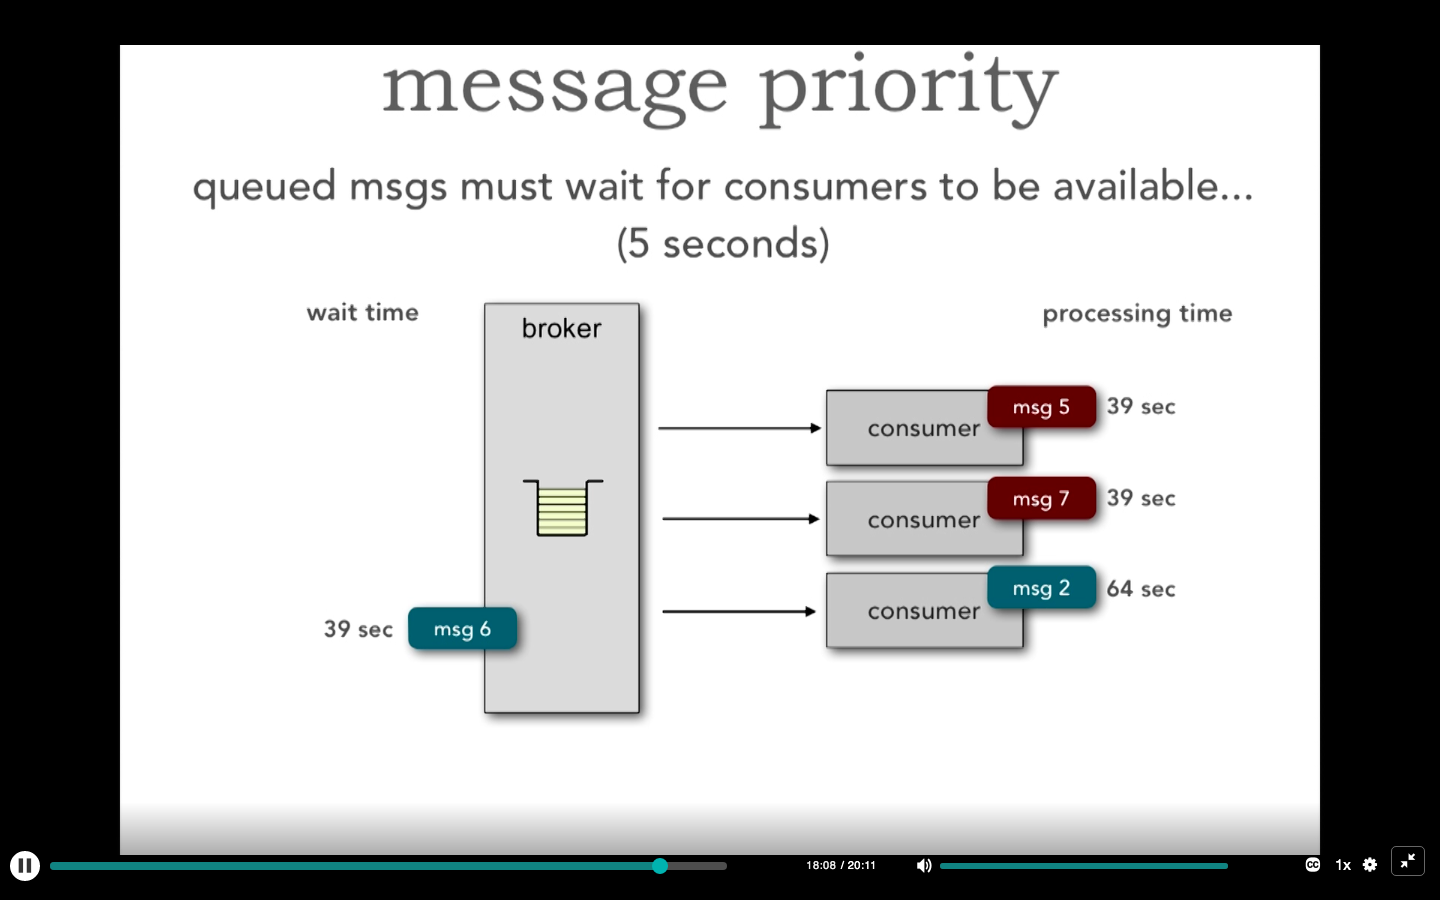 message priority
queued msgs must wait for consumers to be available...
(5 seconds)
wait time
broker
processing time
consumer
msg 5
39 sec
consumer
msg 7
39 sec
consumer
msg 2
64 sec
39 sec
msg 6
18:08 / 20:11
CC
1x